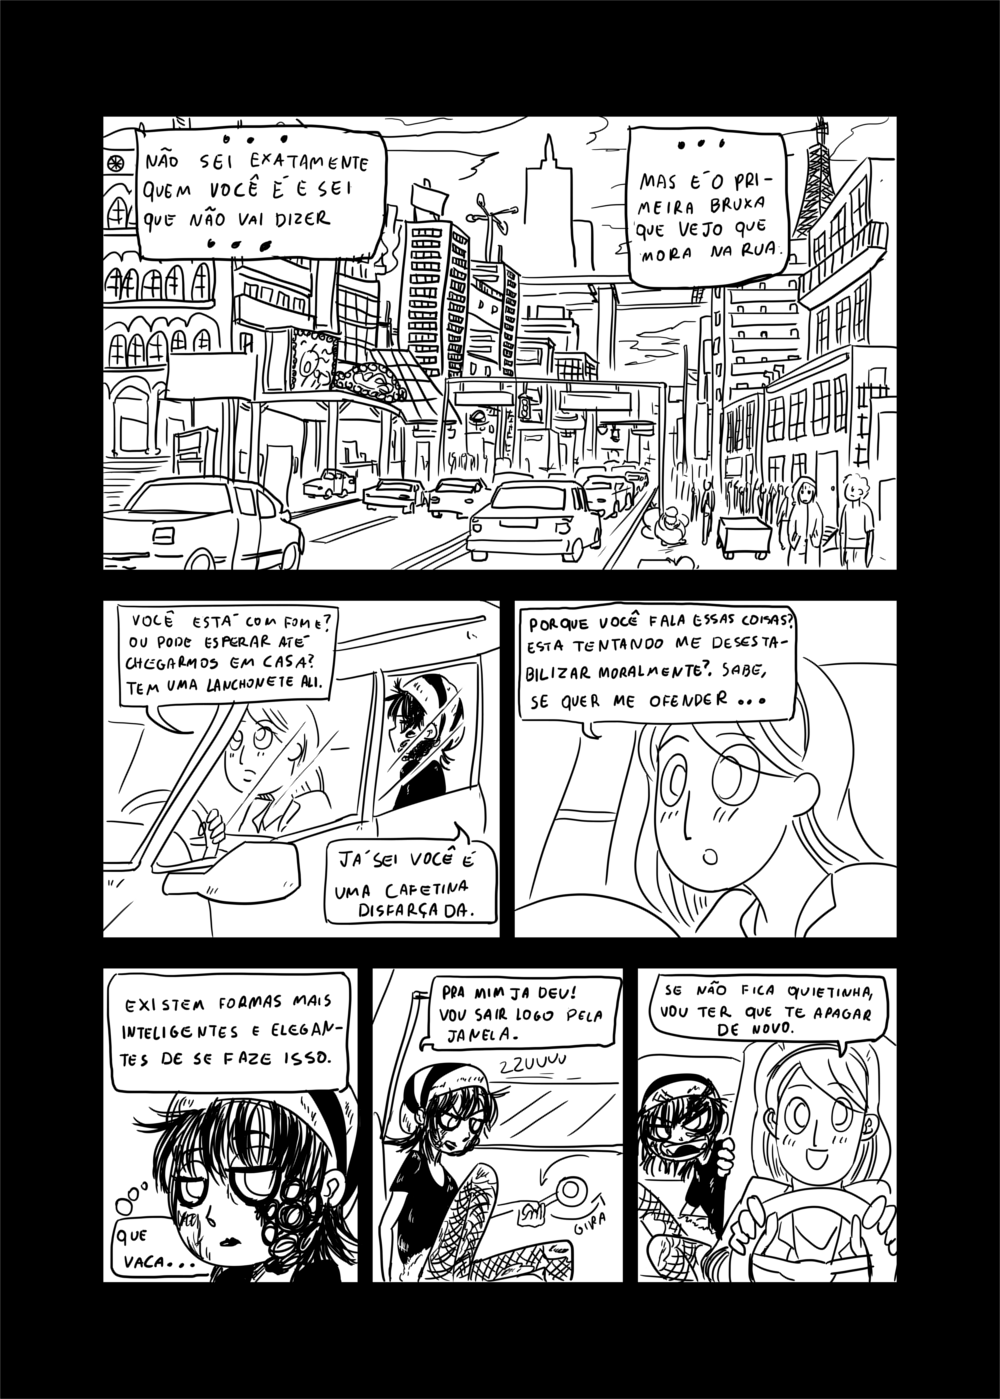 ...
NÃO SEI EXATAMENTE
QUEM VOCÊ É E SEI
QUE NÃO VAI DIZER
...
...
MAS É O PRI-
MEIRA BRUXA
QUE VEJO QUE
MORA NA RUA.
VOCÊ ESTÁ COM FOME?
OU PODE ESPERAR ATÉ
CHEGARMOS EM CASA?
TEM UMA LANCHONETE ALI.
JÁ SEI VOCÊ É
UMA CAFETINA
DISFARÇADA.
PORQUE VOCÊ FALA ESSAS COISAS?
ESTA TENTANDO ME DESESTA-
BILIZAR MORALMENTE?. SABE,
SE QUER ME OFENDER ...
EXISTEM FORMAS MAIS
INTELIGENTES E ELEGAN-
TES DE SE FAZE ISSO.
QUE
VACA...
PRA MIM JA DEU!
VOU SAIR LOGO PELA
JANELA.
ZZUUUU
GIRA
SE NÃO FICA QUIETINHA,
VOU TER QUE TE APAGAR
DE NOVO.